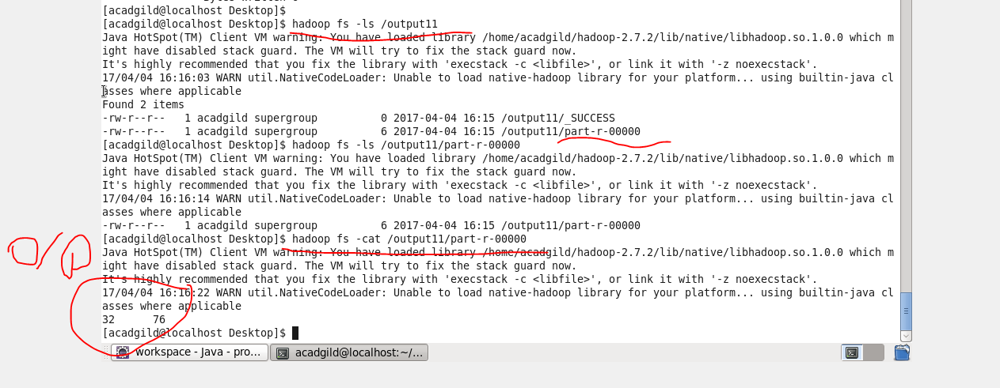 [acadgild@localhost Desktop]$
[acadgild@localhost Desktop]$ hadoop fs -ls /output11
Java HotSpot(TM) Client VM warning: You have loaded library /home/acadgild/hadoop-2.7.2/lib/native/libhadoop.so.1.0.0 which m
ight have disabled stack guard. The VM will try to fix the stack guard now.
It's highly recommended that you fix the library with 'execstack -c <libfile>', or link it with '-z noexecstack'.
17/04/04 16:16:03 WARN util.NativeCodeLoader: Unable to load native-hadoop library for your platform... using builtin-java cl
asses where applicable
Found 2 items
-rw-r--r--   1 acadgild supergroup          0 2017-04-04 16:15 /output11/_SUCCESS
-rw-r--r--   1 acadgild supergroup          6 2017-04-04 16:15 /output11/part-r-00000
[acadgild@localhost Desktop]$ hadoop fs -ls /output11/part-r-00000
Java HotSpot(TM) Client VM warning: You have loaded library /home/acadgild/hadoop-2.7.2/lib/native/libhadoop.so.1.0.0 which m
ight have disabled stack guard. The VM will try to fix the stack guard now.
It's highly recommended that you fix the library with 'execstack -c <libfile>', or link it with '-z noexecstack'.
17/04/04 16:16:14 WARN util.NativeCodeLoader: Unable to load native-hadoop library for your platform... using builtin-java cl
asses where applicable
-rw-r--r--   1 acadgild supergroup          6 2017-04-04 16:15 /output11/part-r-00000
[acadgild@localhost Desktop]$ hadoop fs -cat /output11/part-r-00000
O/P
Java HotSpot(TM) Client VM warning: You have loaded library /home/acadgild/hadoop-2.7.2/lib/native/libhadoop.so.1.0.0 which m
ight have disabled stack guard. The VM will try to fix the stack guard now.
It's highly recommended that you fix the library with 'execstack -c <libfile>', or link it with '-z noexecstack'.
17/04/04 16:16:22 WARN util.NativeCodeLoader: Unable to load native-hadoop library for your platform... using builtin-java cl
asses where applicable
32      76
[acadgild@localhost Desktop]$
workspace - Java - pro...
acadgild@localhost:~/...